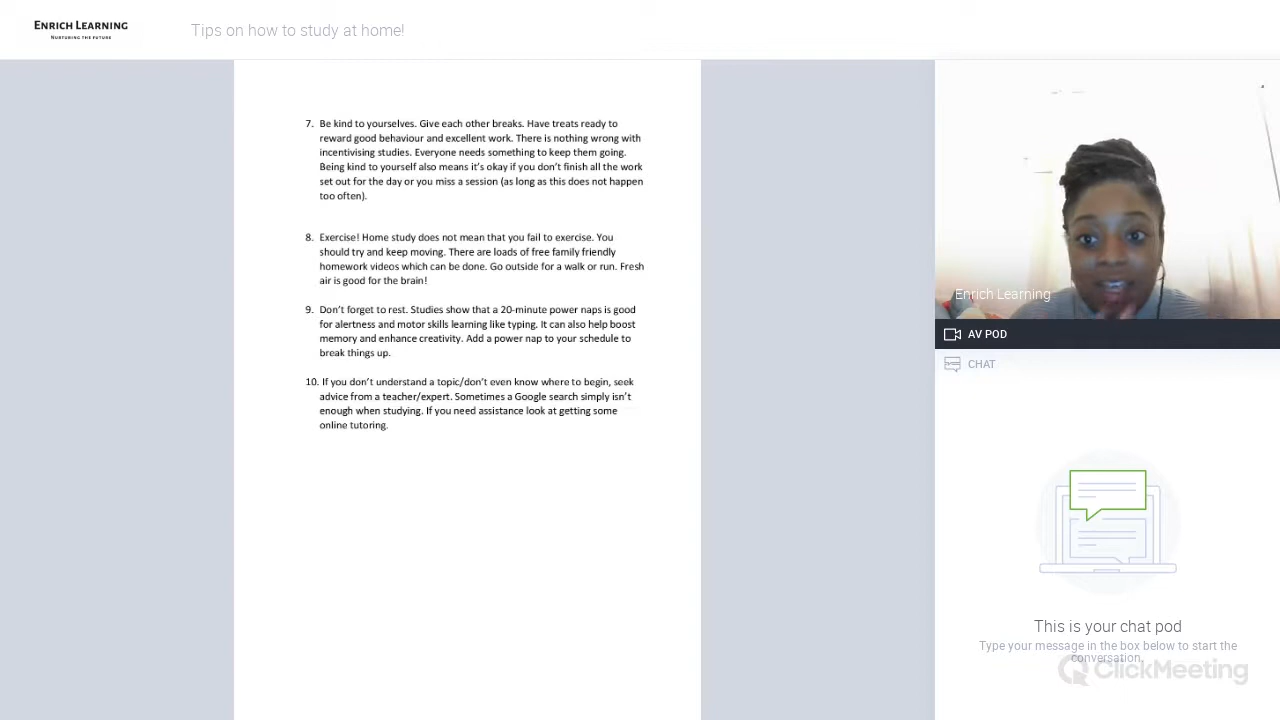 ENRICH LEARNING
NURTURING THE FUTURE
Tips on how to study at home!
7. Be kind to yourselves. Give each other breaks. Have treats ready to
reward good behaviour and excellent work. There is nothing wrong with
incentivising studies. Everyone needs something to keep them going.
Being kind to yourself also means it's okay if you don't finish all the work
set out for the day or you miss a session (as long as this does not happen
too often).
8. Exercise! Home study does not mean that you fail to exercise. You
should try and keep moving. There are loads of free family friendly
homework videos which can be done. Go outside for a walk or run. Fresh
air is good for the brain!
9. Don't forget to rest. Studies show that a 20-minute power naps is good
for alertness and motor skills learning like typing. It can also help boost
memory and enhance creativity. Add a power nap to your schedule to
break things up.
10. If you don't understand a topic/don't even know where to begin, seek
advice from a teacher/expert. Sometimes a Google search simply isn't
enough when studying. If you need assistance look at getting some
online tutoring.
Enrich Learning
AV POD
CHAT
This is your chat pod
Type your message in the box below to start the
conversation.
ClickMeeting